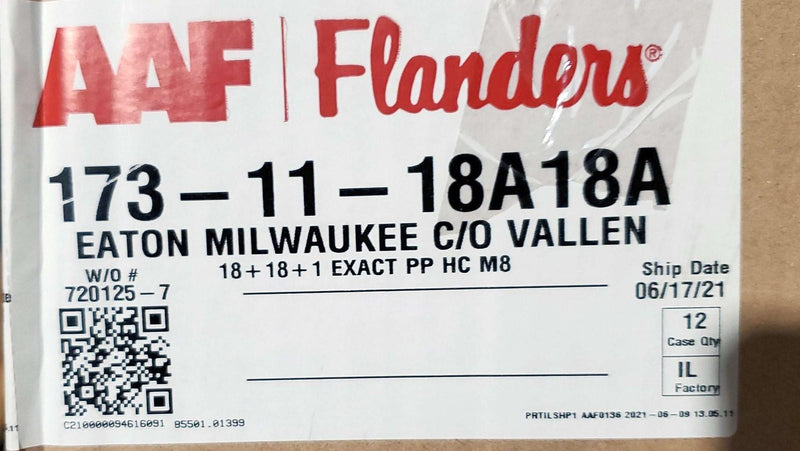 AAF | Flanders®
173-11-18A18A
EATON MILWAUKEE C/O VALLEN
18+18+1 EXACT PP HC M8
W/O #
720125-7
Ship Date
06/17/21
12
Case Qty
IL
Factory
C210000094616091 B5501.01399
PRTILSHP1 AAF0136 2021-06-09 13.05.11